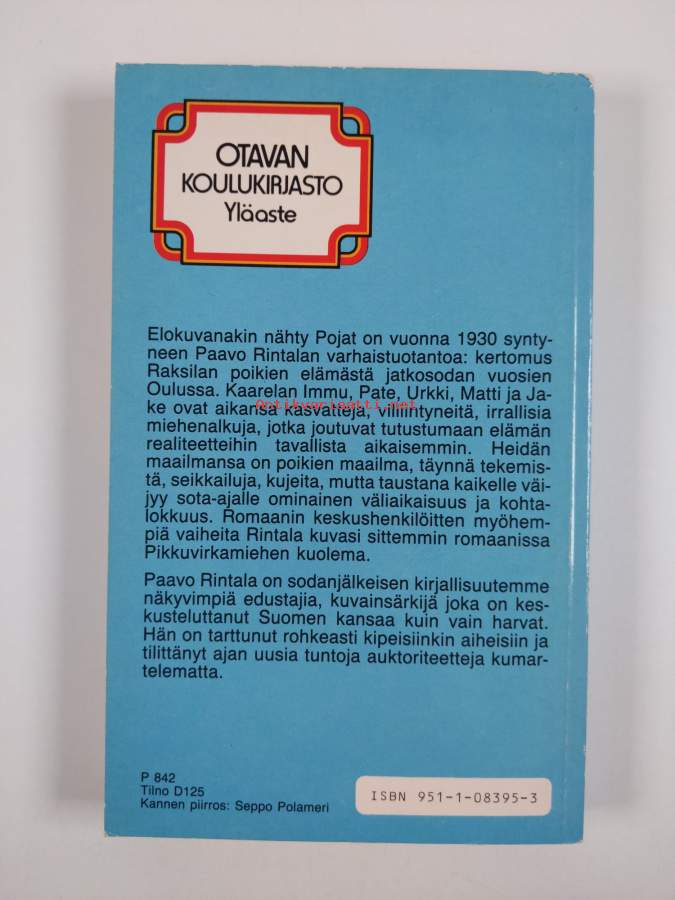 OTAVAN
KOULUKIRJASTO
Yläaste
Elokuvanakin nähty Pojat on vuonna 1930 synty-
neen Paavo Rintalan varhaistuotantoa: kertomus
Raksilan poikien elämästä jatkosodan vuosien
Oulussa. Kaarelan Immu, Pate, Urkki, Matti ja Ja-
Antikvariaatti.net
ke ovat aikansa kasvatteja, villiintyneitä, irrallisia
miehenalkuja, jotka joutuvat tutustumaan elämän
realiteetteihin tavallista aikaisemmin. Heidän
maailmansa on poikien maailma, täynnä tekemis-
tä, seikkailuja, kujeita, mutta taustana kaikelle väi-
jyy sota-ajalle ominainen väliaikaisuus ja kohta-
lokkuus. Romaanin keskushenkilöitten myöhem-
piä vaiheita Rintala kuvasi sittemmin romaanissa
Pikkuvirkamiehen kuolema.
Paavo Rintala on sodanjälkeisen kirjallisuutemme
näkyvimpiä edustajia, kuvainsärkijä joka on kes-
kusteluttanut Suomen kansaa kuin vain harvat.
Hän on tarttunut rohkeasti kipeisiinkin aiheisiin ja
tilittänyt ajan uusia tuntoja auktoriteetteja kumar-
telematta.
P 842
Tilno D125
Kannen piirros: Seppo Polameri
ISBN 951-1-08395-3